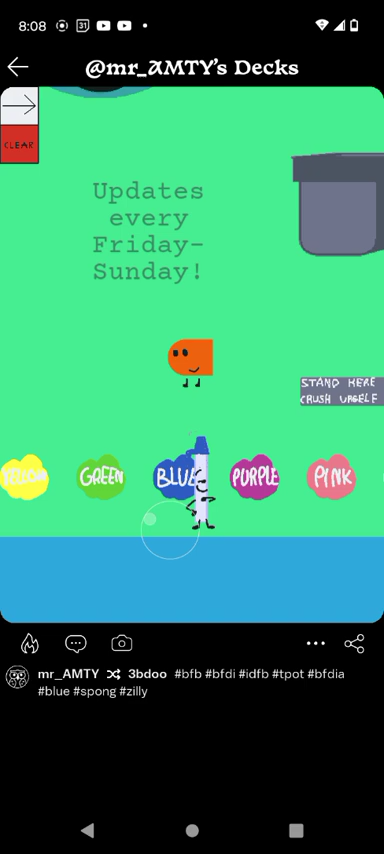 8:08
31
@mr_AMTY's Decks
CLEAR
Updates
every
Friday-
Sunday!
STAND HERE
CRUSH URSELF
YELLOW
GREEN
BLUE
PURPLE
PINK
mr_AMTY 3bdoo #bfb #bfdi #idfb #tpot #bfdia
#blue #spong #zilly